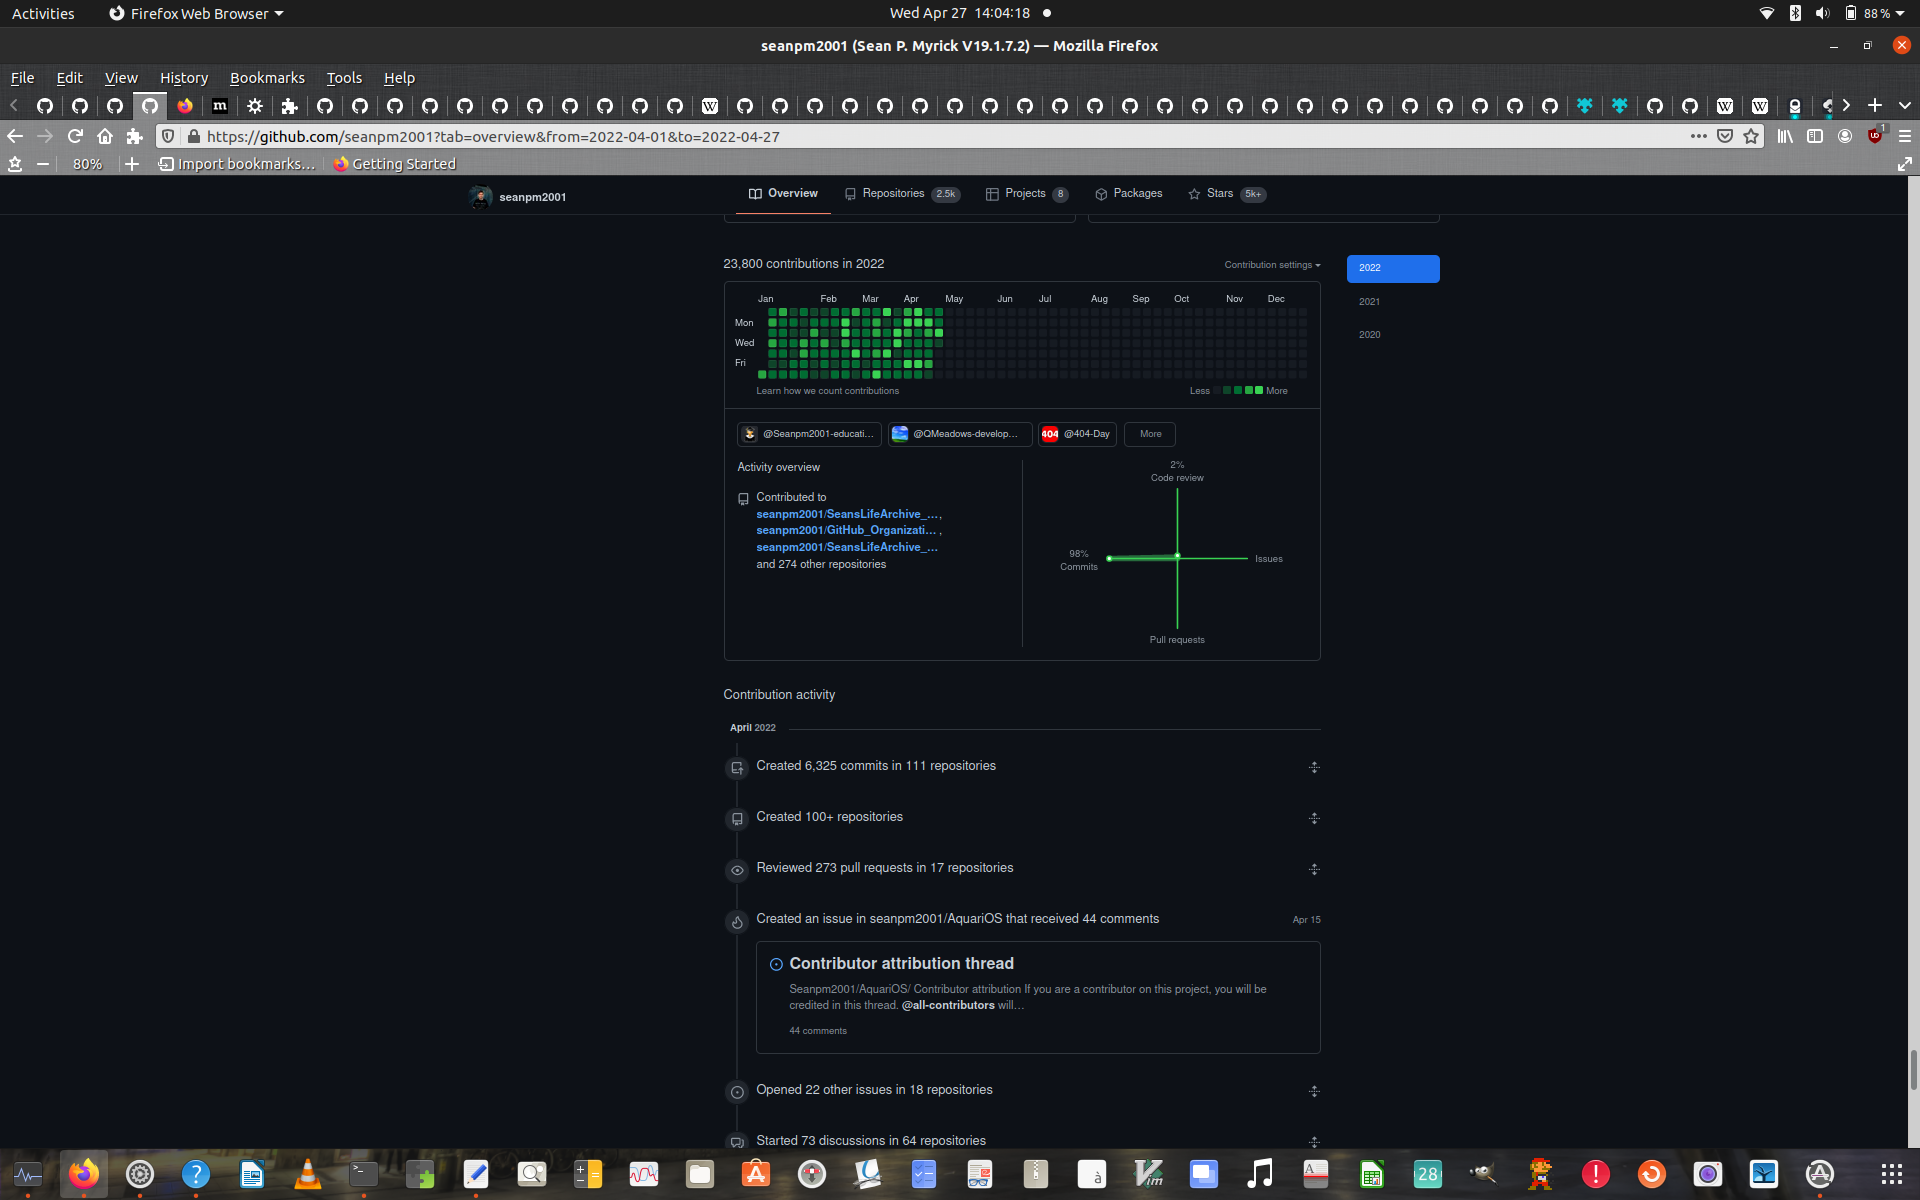 Activities
Firefox Web Browser
Wed Apr 27 14:04:18
88 %
seanpm2001 (Sean P. Myrick V19.1.7.2) — Mozilla Firefox
File Edit View History Bookmarks Tools Help
https://github.com/seanpm2001?tab=overview&from=2022-04-01&to=2022-04-27
80%
Import bookmarks...
Getting Started
seanpm2001
Overview
Repositories 2.5k
Projects 8
Packages
Stars 5k+
23,800 contributions in 2022
Contribution settings
2022
2021
2020
Jan Feb Mar Apr May Jun Jul Aug Sep Oct Nov Dec
Mon
Wed
Fri
Learn how we count contributions
Less More
@Seanpm2001-educati...
@QMeadows-develop...
404 @404-Day
More
Activity overview
Contributed to
seanpm2001/SeansLifeArchive_...,
seanpm2001/GitHub_Organizati... ,
seanpm2001/SeansLifeArchive_...
and 274 other repositories
2%
Code review
98%
Commits
Issues
Pull requests
Contribution activity
April 2022
Created 6,325 commits in 111 repositories
Created 100+ repositories
Reviewed 273 pull requests in 17 repositories
Created an issue in seanpm2001/AquariOS that received 44 comments
Apr 15
Contributor attribution thread
Seanpm2001/AquariOS/ Contributor attribution If you are a contributor on this project, you will be
credited in this thread. @all-contributors will...
44 comments
Opened 22 other issues in 18 repositories
Started 73 discussions in 64 repositories
28